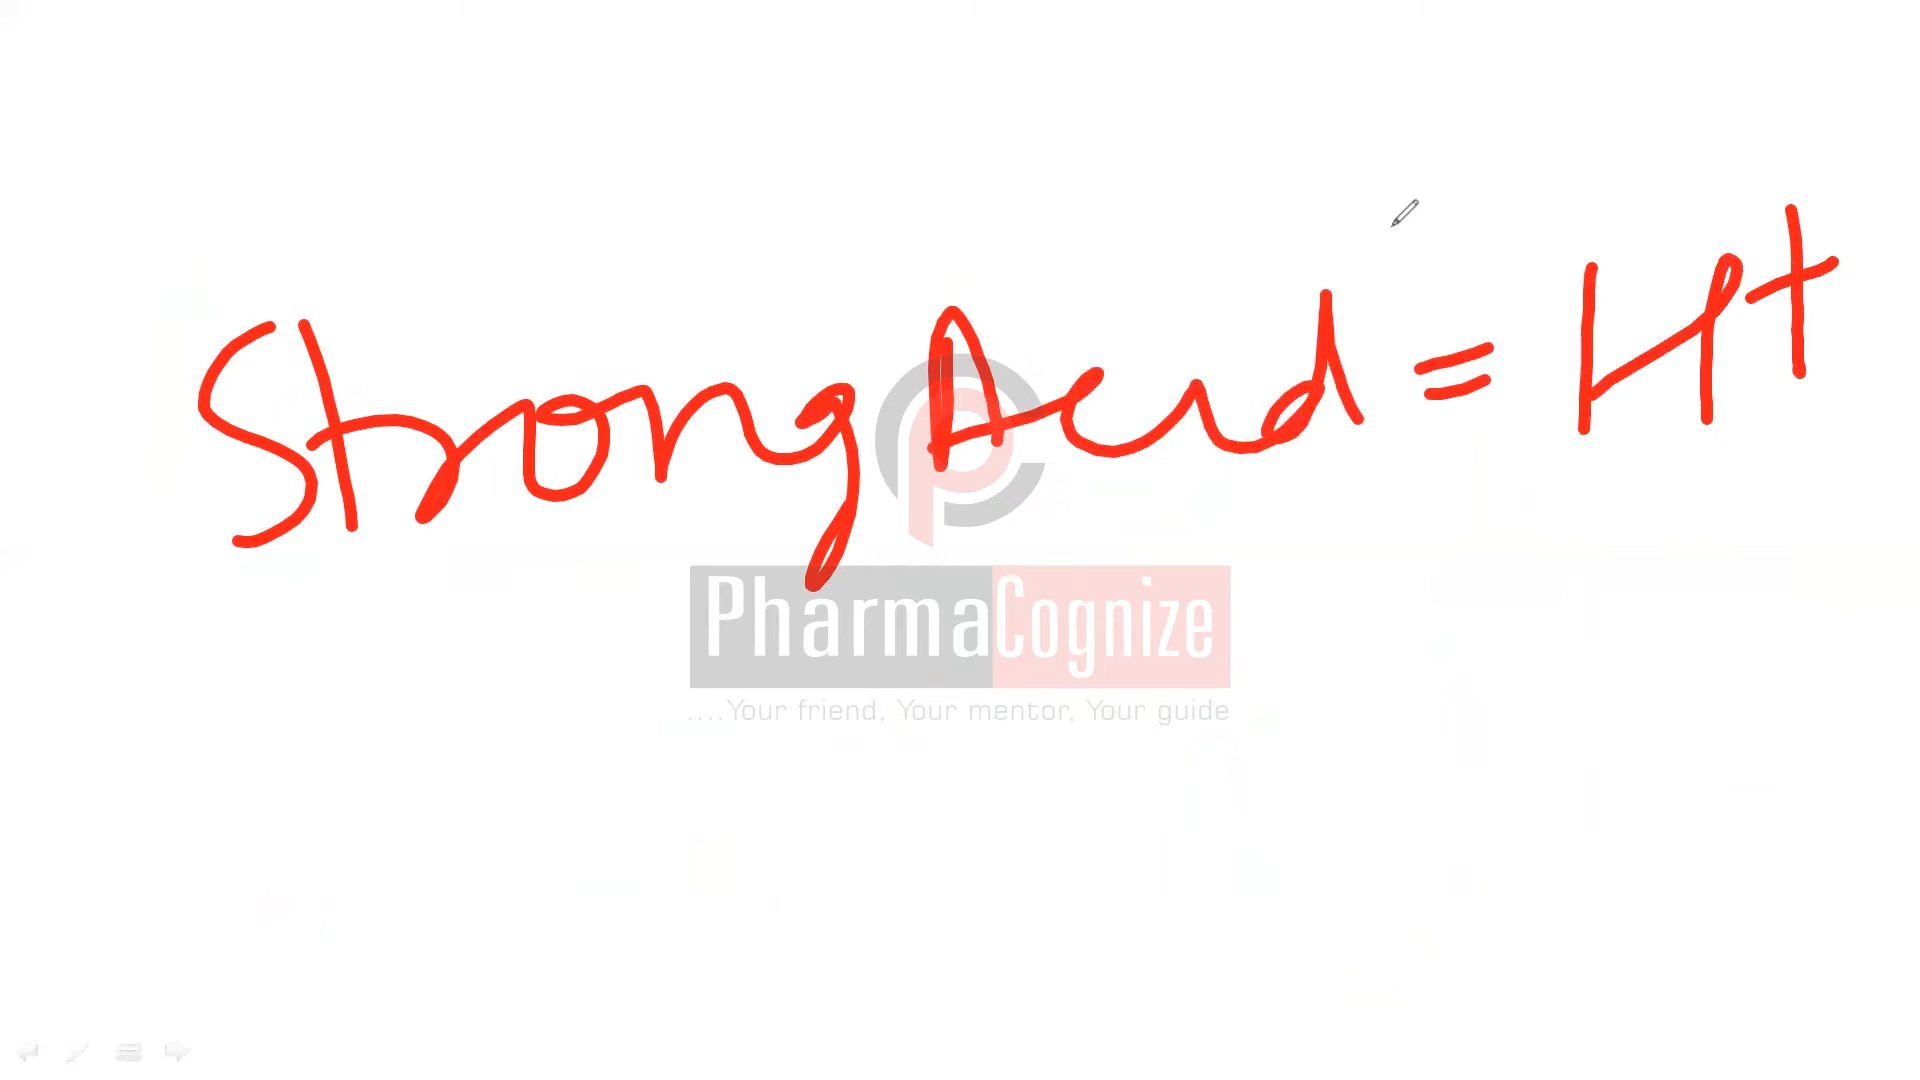 Strong Acid = H+
PharmaCognize
....Your friend, Your mentor, Your guide